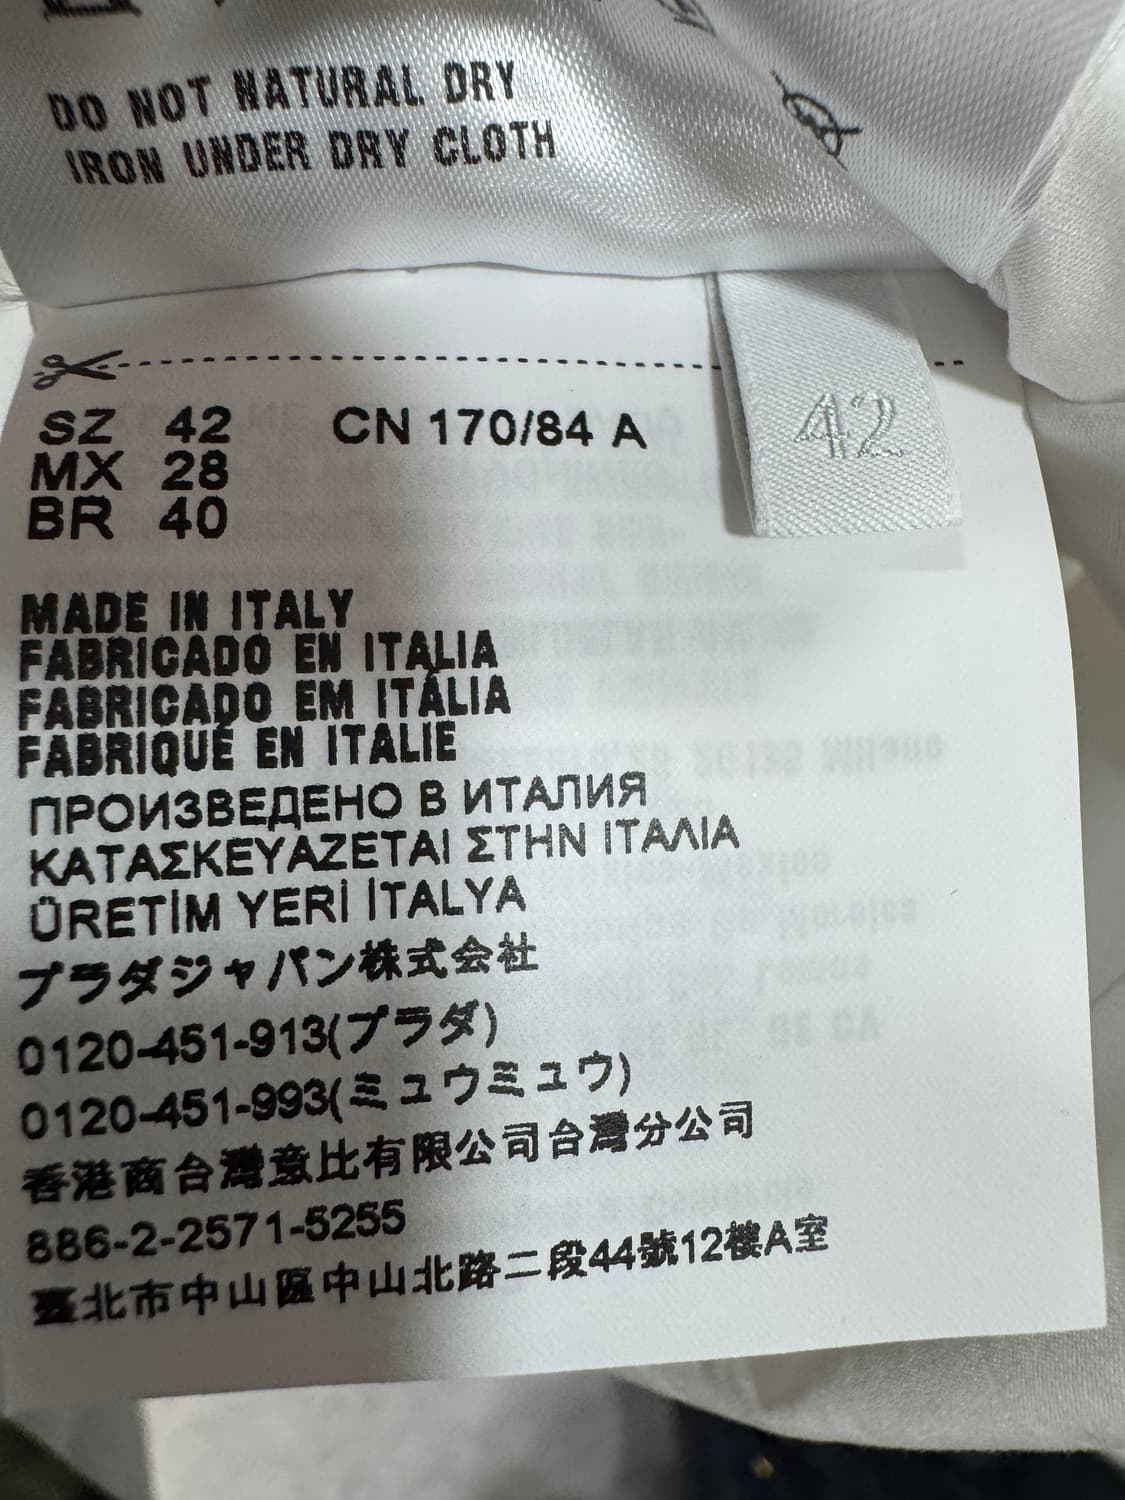 DO NOT NATURAL DRY
IRON UNDER DRY CLOTH
SZ 42 CN 170/84 A
MX 28
BR 40
42
MADE IN ITALY
FABRICADO EN ITALIA
FABRICADO EM ITÁLIA
FABRIQUÉ EN ITALIE
ПРОИЗВЕДЕНО В ИТАЛИЯ
ΚΑΤΑΣΚΕΥΑΖΕΤΑΙ ΣΤΗΝ ΙΤΑΛΙΑ
ÜRETİM YERİ İTALYA
プラダジャパン株式会社
0120-451-913(プラダ)
0120-451-993(ミュウミュウ)
香港商台灣意比有限公司台灣分公司
886-2-2571-5255
臺北市中山區中山北路二段44號12樓A室